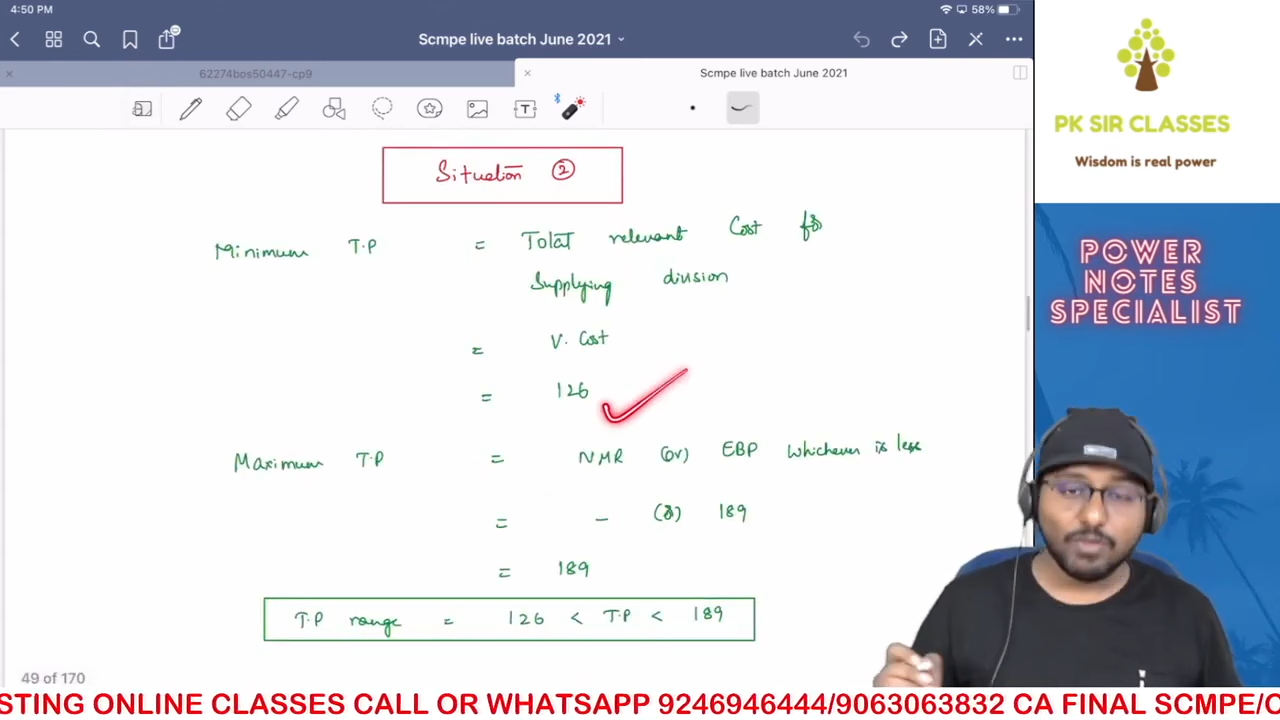 4:50 PM
58%
Scmpe live batch June 2021
62274bos50447-cp9
Scmpe live batch June 2021
T
PK SIR CLASSES
Wisdom is real power
POWER
NOTES
SPECIALIST
Situation ②
Minimum T.P = Total relevant Cost for
Supplying division
= V. Cost
= 126
Maximum T.P = NMR (or) EBP Whichever is less
= - (or) 189
= 189
T.P range = 126 < T.P < 189
49 of 170
STING ONLINE CLASSES CALL OR WHATSAPP 9246946444/9063063832 CA FINAL SCMPE/